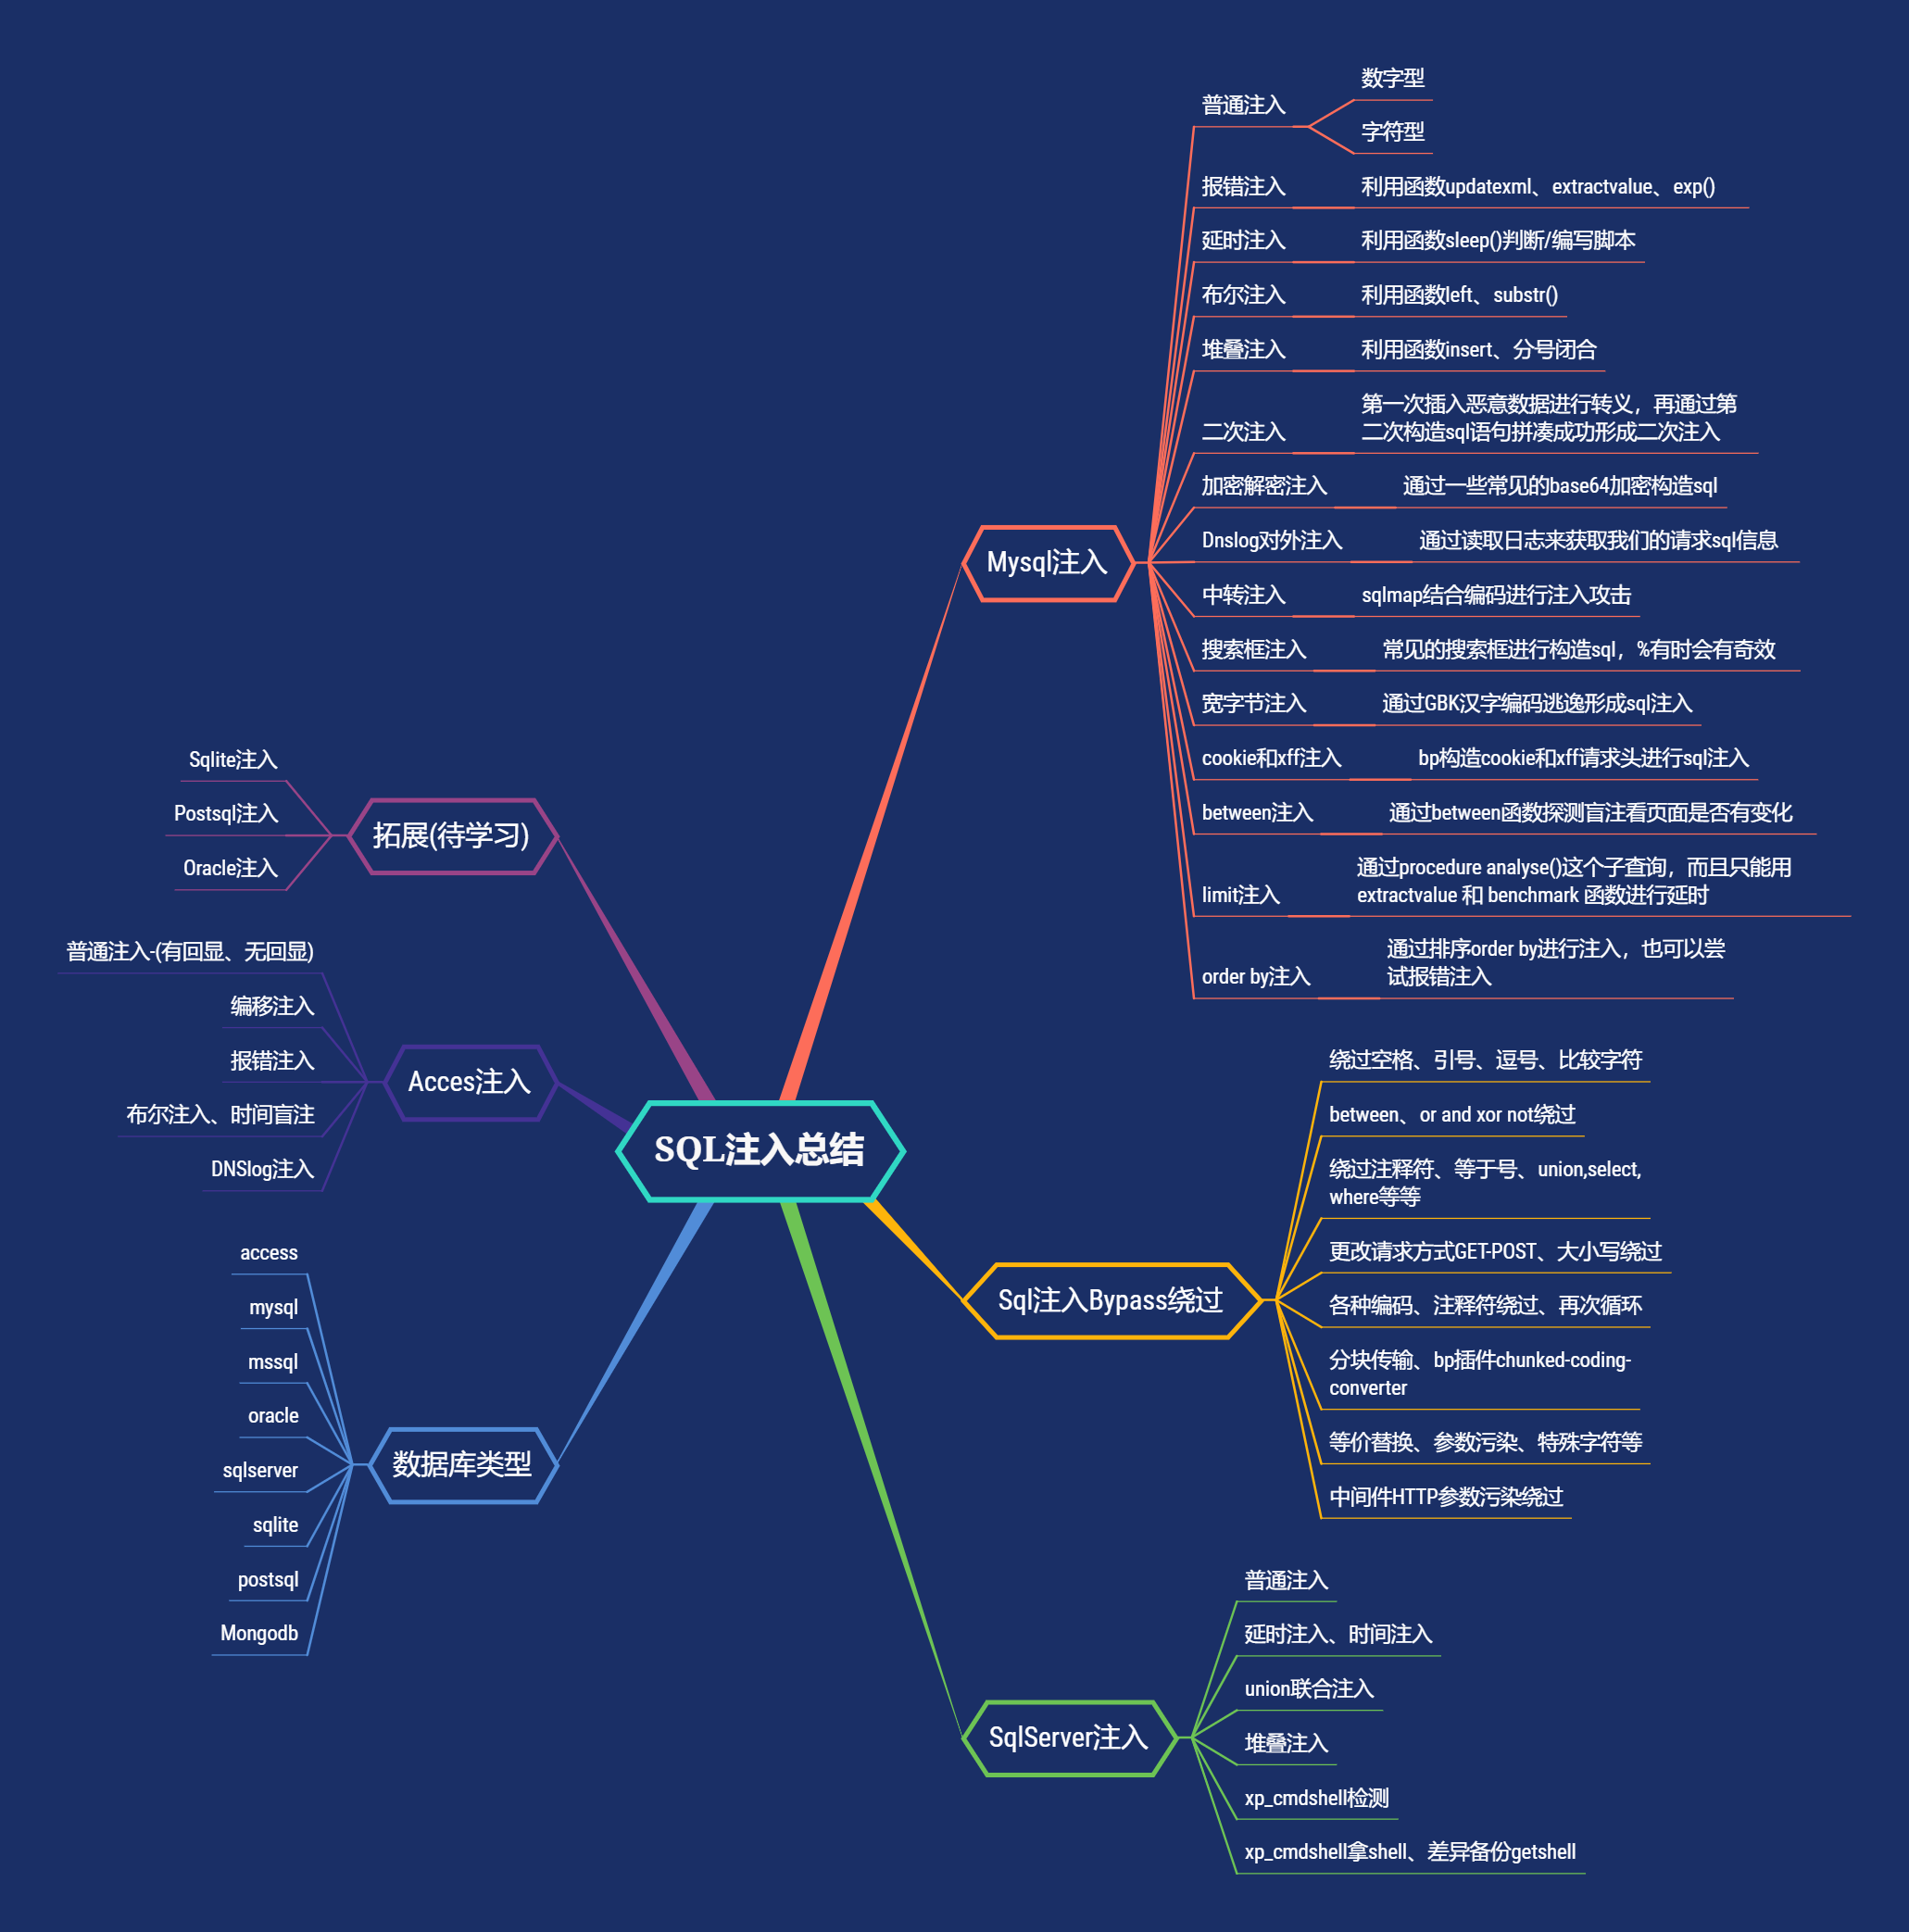 SQL注入总结
Mysql注入
普通注入
数字型
字符型
报错注入
利用函数updatexml、extractvalue、exp()
延时注入
利用函数sleep()判断/编写脚本
布尔注入
利用函数left、substr()
堆叠注入
利用函数insert、分号闭合
二次注入
第一次插入恶意数据进行转义，再通过第
二次构造sql语句拼凑成功形成二次注入
加密解密注入
通过一些常见的base64加密构造sql
Dnslog对外注入
通过读取日志来获取我们的请求sql信息
中转注入
sqlmap结合编码进行注入攻击
搜索框注入
常见的搜索框进行构造sql，%有时会有奇效
宽字节注入
通过GBK汉字编码逃逸形成sql注入
cookie和xff注入
bp构造cookie和xff请求头进行sql注入
between注入
通过between函数探测盲注看页面是否有变化
limit注入
通过procedure analyse()这个子查询，而且只能用
extractvalue 和 benchmark 函数进行延时
order by注入
通过排序order by进行注入，也可以尝
试报错注入
Sql注入Bypass绕过
绕过空格、引号、逗号、比较字符
between、or and xor not绕过
绕过注释符、等于号、union,select,
where等等
更改请求方式GET-POST、大小写绕过
各种编码、注释符绕过、再次循环
分块传输、bp插件chunked-coding-
converter
等价替换、参数污染、特殊字符等
中间件HTTP参数污染绕过
SqlServer注入
普通注入
延时注入、时间注入
union联合注入
堆叠注入
xp_cmdshell检测
xp_cmdshell拿shell、差异备份getshell
拓展(待学习)
Sqlite注入
Postsql注入
Oracle注入
Acces注入
普通注入-(有回显、无回显)
编移注入
报错注入
布尔注入、时间盲注
DNSlog注入
数据库类型
access
mysql
mssql
oracle
sqlserver
sqlite
postsql
Mongodb